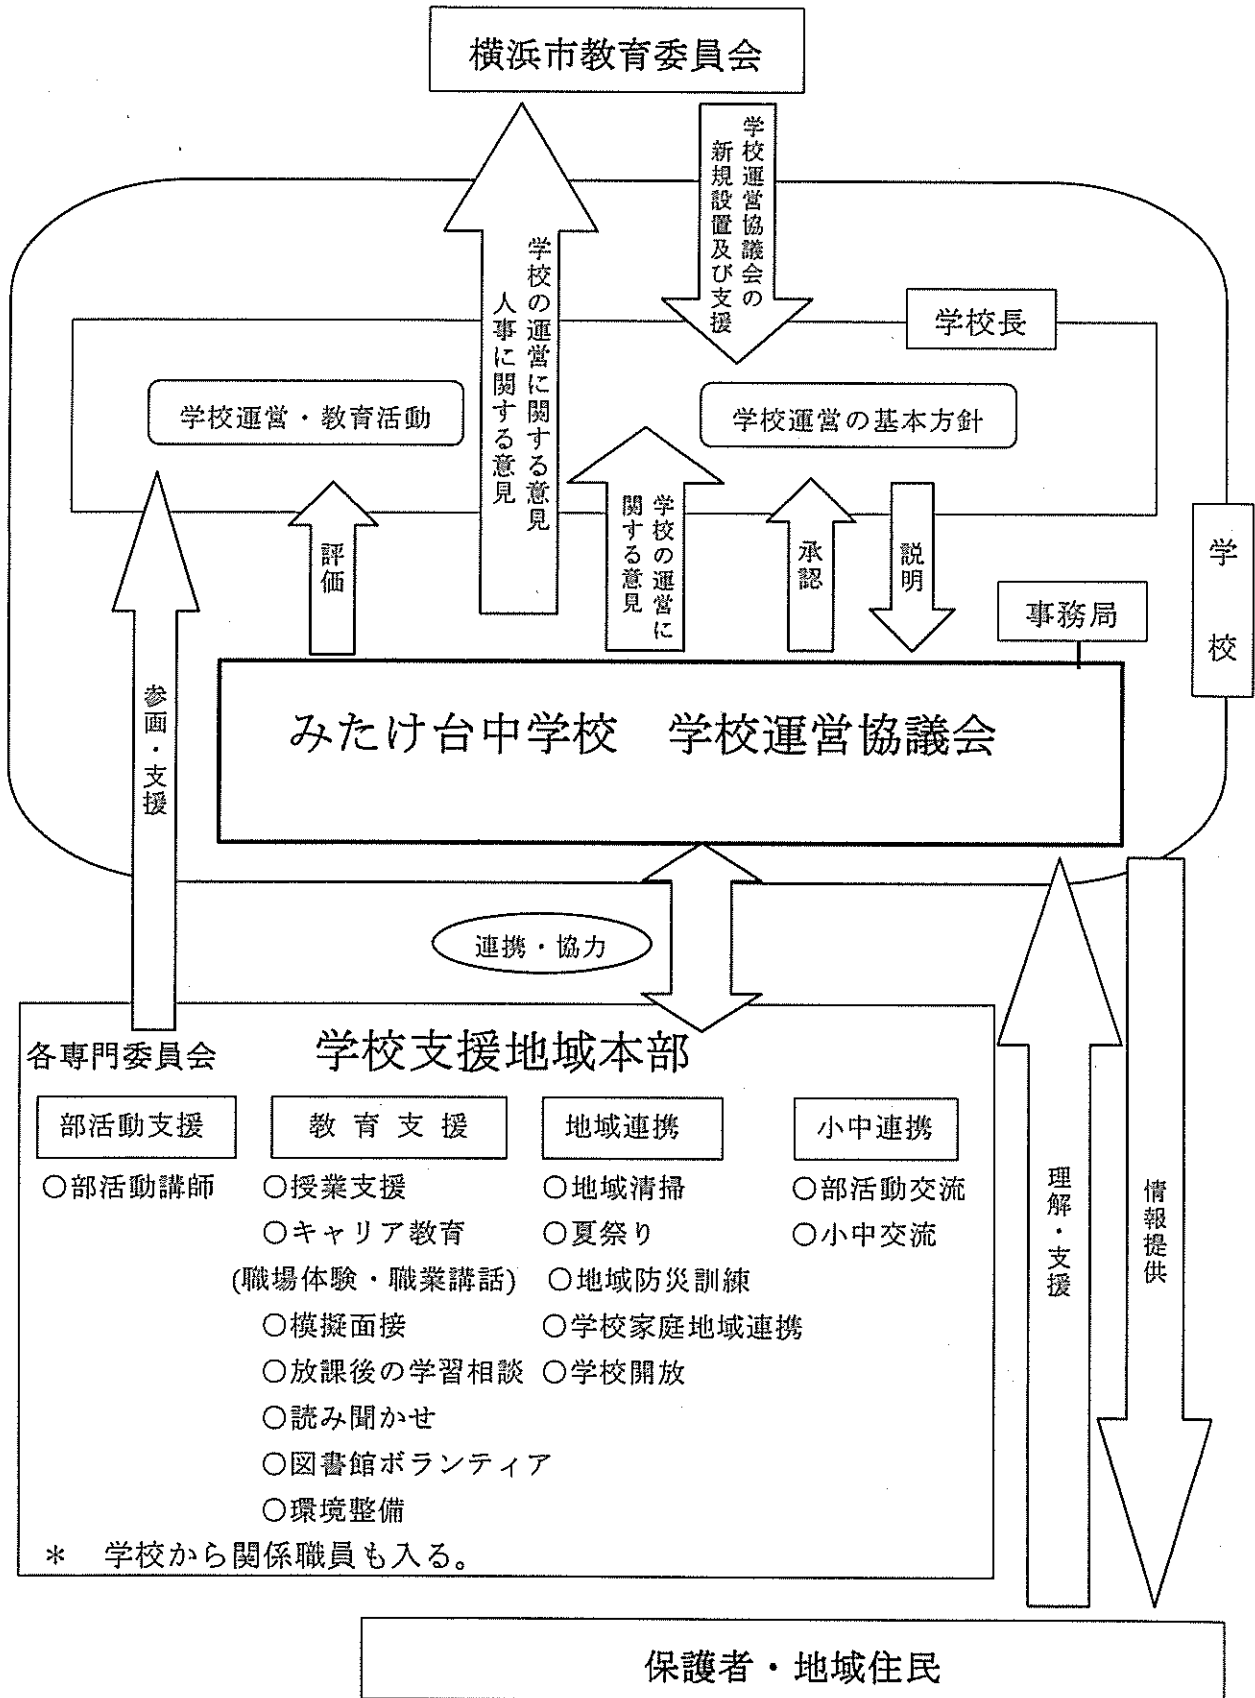 横浜市教育委員会
学校の運営に関する意見
人事に関する意見
学校運営協議会の
新規設置及び支援
学校長
学校運営・教育活動
学校運営の基本方針
評価
学校の運営に
関する意見
承認
説明
事務局
学校
参画・支援
みたけ台中学校 学校運営協議会
連携・協力
各専門委員会
学校支援地域本部
部活動支援
○部活動講師
教育支援
○授業支援
○キャリア教育
(職場体験・職業講話)
○模擬面接
○放課後の学習相談
○読み聞かせ
○図書館ボランティア
○環境整備
地域連携
○地域清掃
○夏祭り
○地域防災訓練
○学校家庭地域連携
○学校開放
小中連携
○部活動交流
○小中交流
* 学校から関係職員も入る。
理解・支援
情報提供
保護者・地域住民